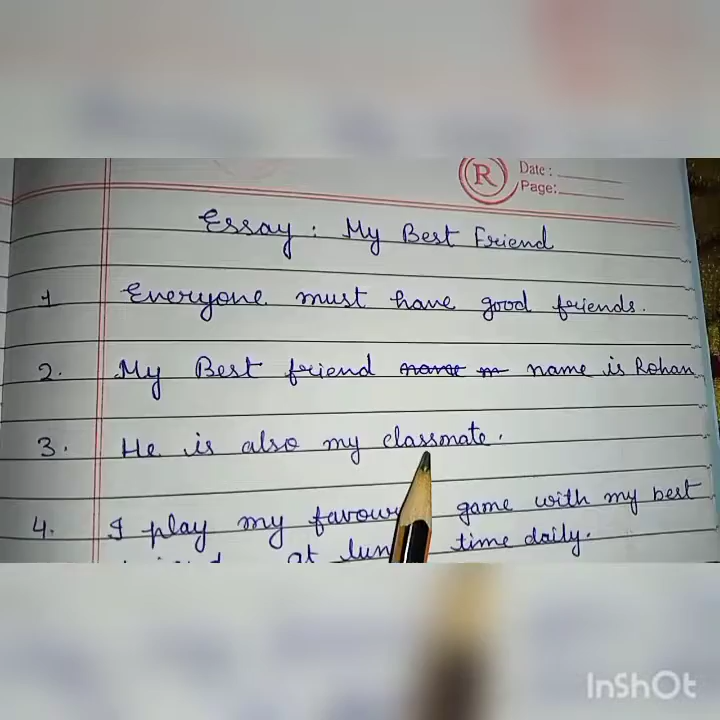 R
Date :
Page:
Essay : My Best Friend
1 Everyone must have good friends.
2. My Best friend name is Rohan
3. He is also my classmate.
4. I play my game with my best
at time daily.
InShOt